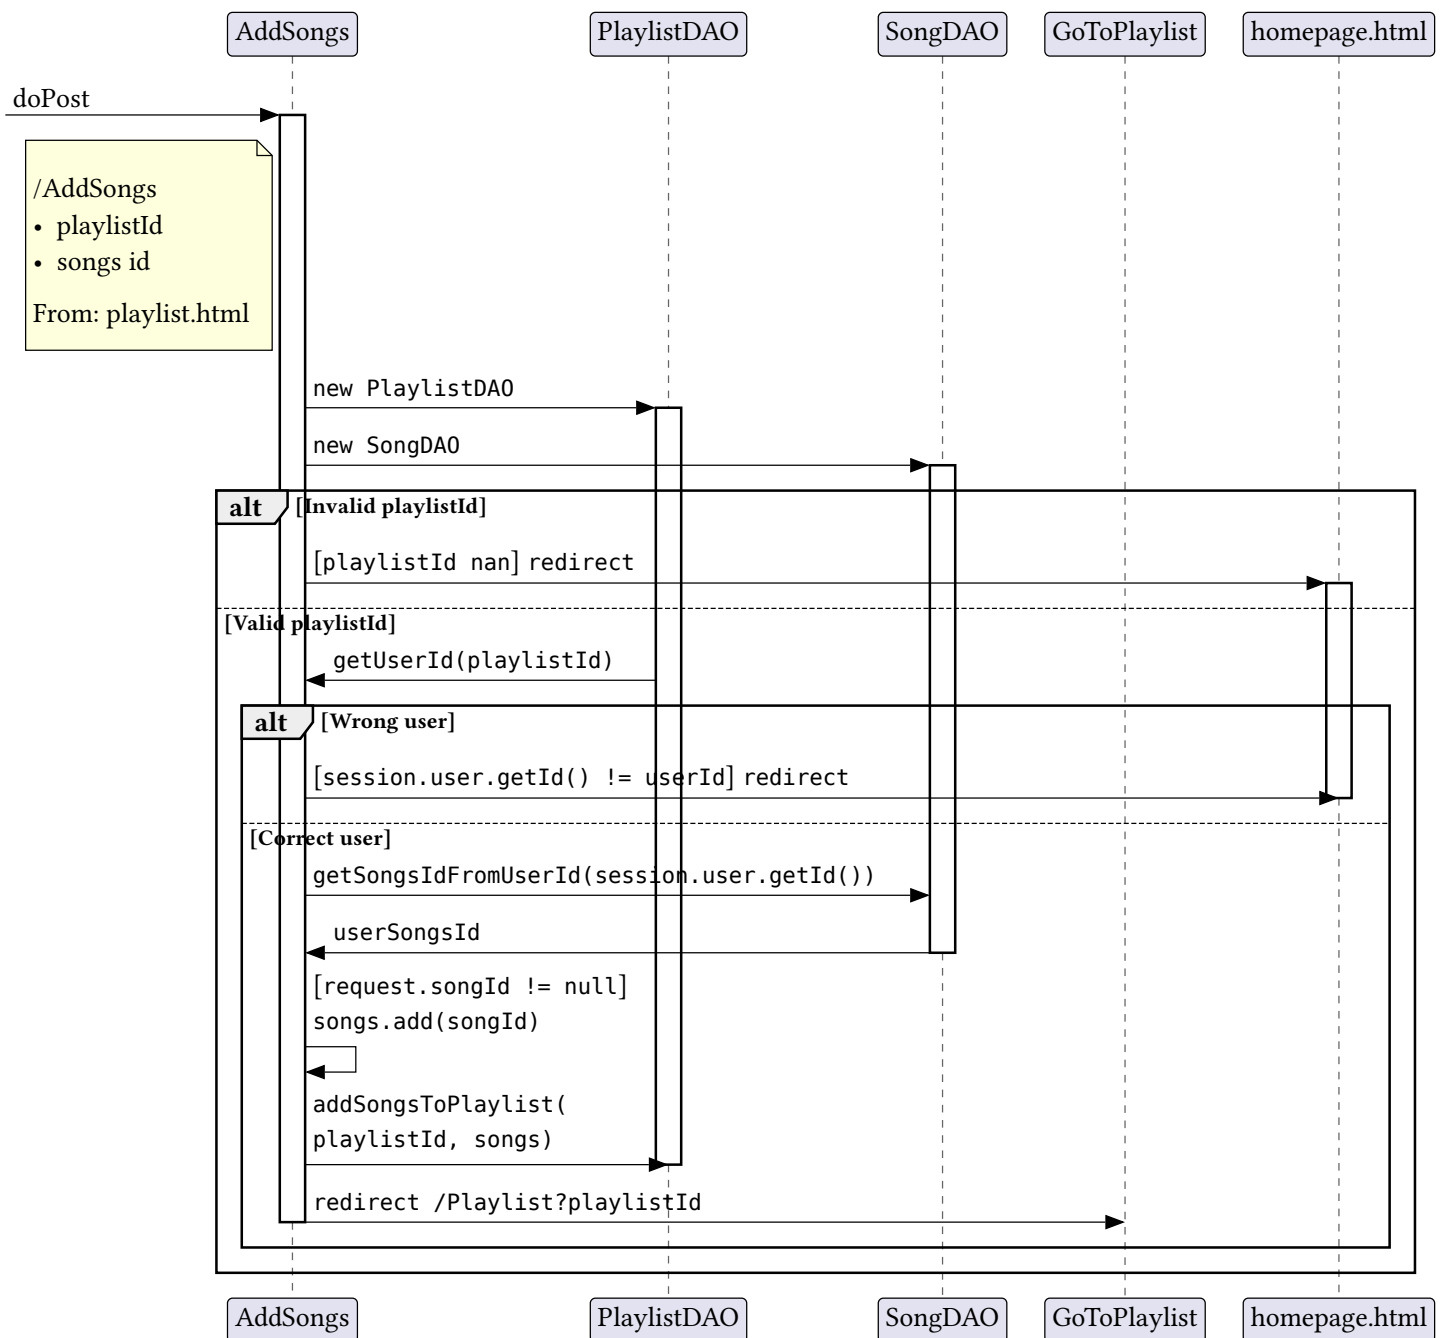 AddSongs PlaylistDAO SongDAO GoToPlaylist homepage.html
doPost
/AddSongs
• playlistId
• songs id
From: playlist.html
new PlaylistDAO
new SongDAO
alt [Invalid playlistId]
[playlistId nan] redirect
[Valid playlistId]
getUserId(playlistId)
alt [Wrong user]
[session.user.getId() != userId] redirect
[Correct user]
getSongsIdFromUserId(session.user.getId())
userSongsId
[request.songId != null]
songs.add(songId)
addSongsToPlaylist(
playlistId, songs)
redirect /Playlist?playlistId
AddSongs PlaylistDAO SongDAO GoToPlaylist homepage.html